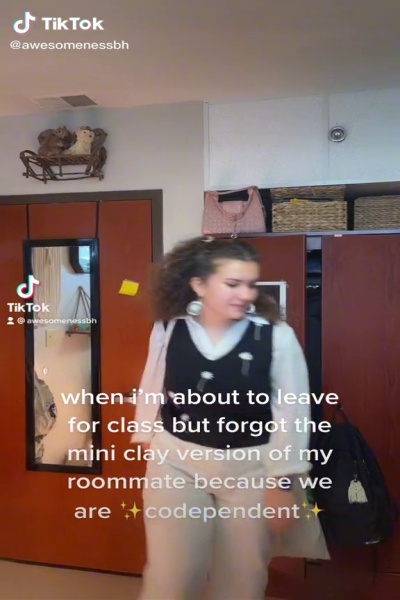 TikTok
@awesomenessbh
TikTok
@awesomenessbh
when i'm about to leave
for class but forgot the
mini clay version of my
roommate because we
are ✨codependent✨